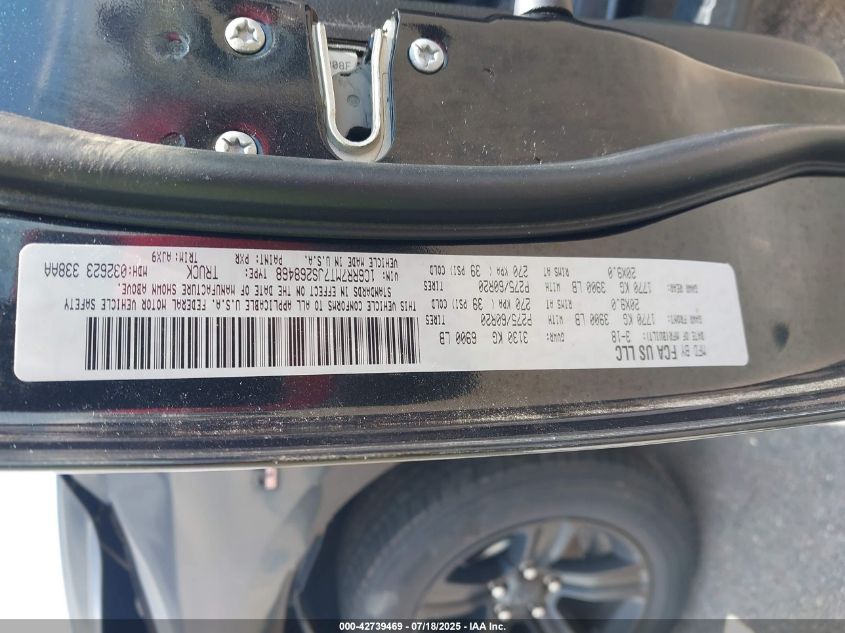 08F
MFD BY FCA US LLC
DATE OF MFR(BUILT): 3-18
GVWR: 3130 KG 6900 LB
GAWR FRONT: 1770 KG 3900 LB WITH P275/60R20 TIRES
20X9.0 RIMS AT 270 KPA ( 39 PSI) COLD
GAWR REAR: 1770 KG 3900 LB WITH P275/60R20 TIRES
20X9.0 RIMS AT 270 KPA ( 39 PSI) COLD
THIS VEHICLE CONFORMS TO ALL APPLICABLE U.S.A. FEDERAL MOTOR VEHICLE SAFETY
STANDARDS IN EFFECT ON THE DATE OF MANUFACTURE SHOWN ABOVE.
VIN: 1C6RR7MT7JS268468 TYPE: TRUCK MDH:032623 338AA
VEHICLE MADE IN U.S.A. PAINT: PXR TRIM: AJX9
000-42739469 - 07/18/2025 - IAA, Inc.